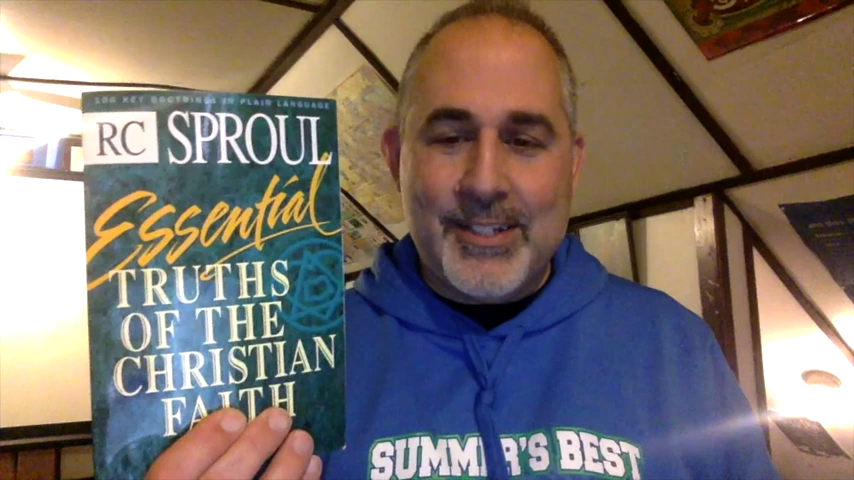 100 KEY DOCTRINES IN PLAIN LANGUAGE
RC SPROUL
Essential
TRUTHS
OF THE
CHRISTIAN
FAITH
SUMMER'S BEST